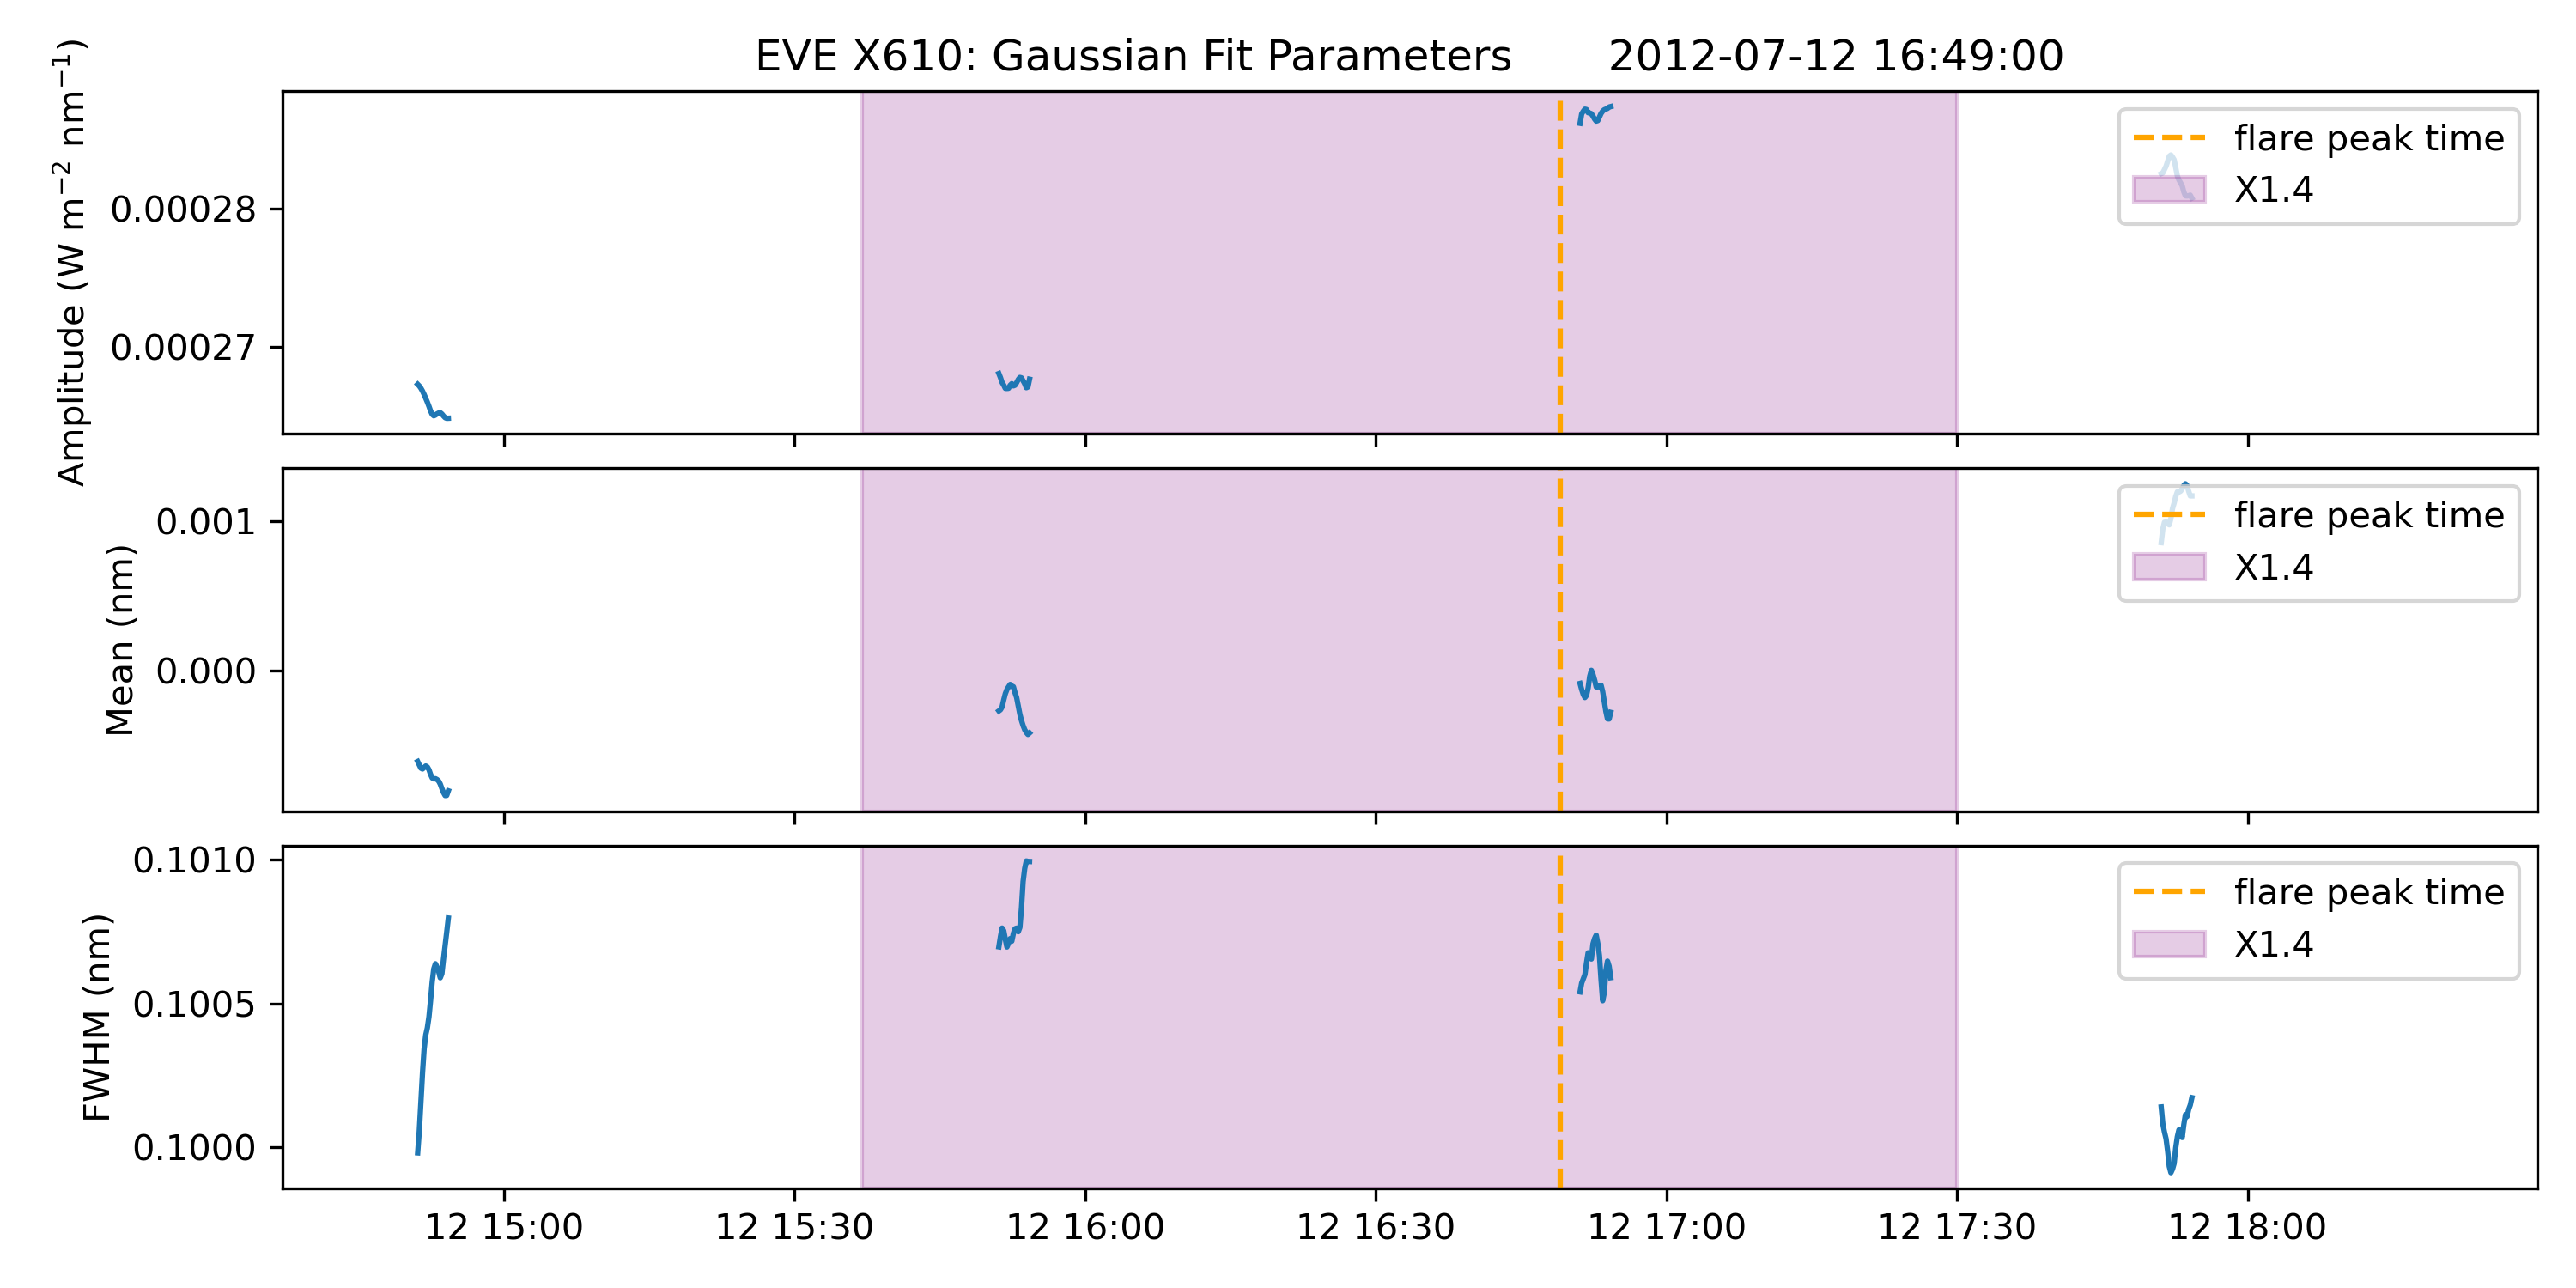 EVE X610: Gaussian Fit Parameters 2012-07-12 16:49:00
Amplitude (W m⁻² nm⁻¹)
0.00028
0.00027
flare peak time
X1.4
Mean (nm)
0.001
0.000
flare peak time
X1.4
FWHM (nm)
0.1010
0.1005
0.1000
flare peak time
X1.4
12 15:00 12 15:30 12 16:00 12 16:30 12 17:00 12 17:30 12 18:00